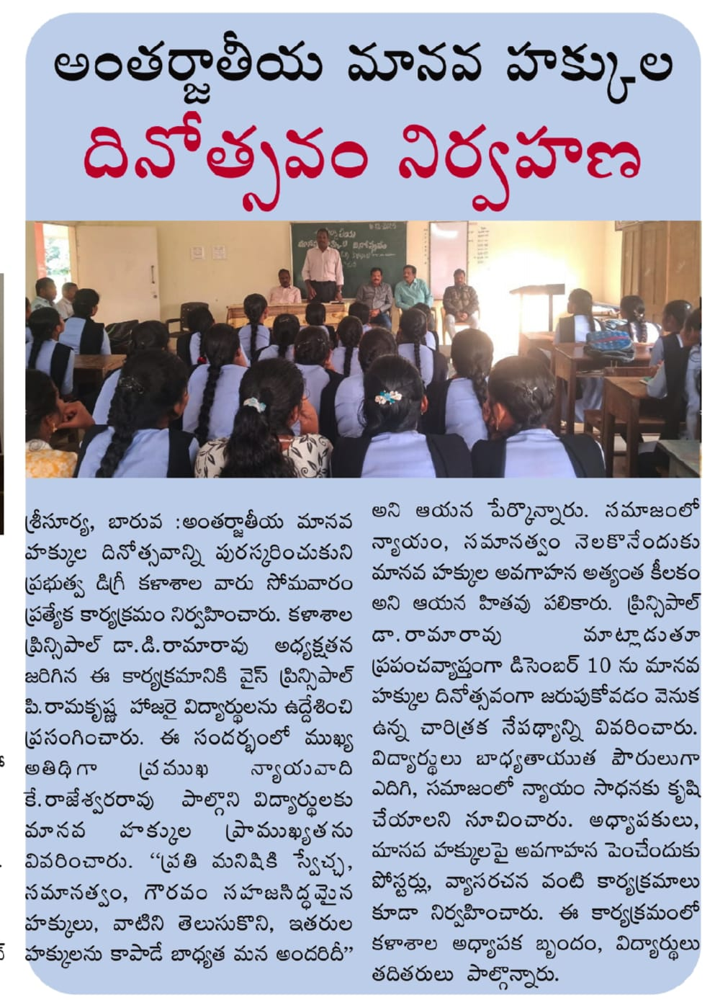 అంతర్జాతీయ మానవ హక్కుల
దినోత్సవం నిర్వహణ
శ్రీసూర్య, బారువ :అంతర్జాతీయ మానవ
హక్కుల దినోత్సవాన్ని పురస్కరించుకుని
ప్రభుత్వ డిగ్రీ కళాశాల వారు సోమవారం
ప్రత్యేక కార్యక్రమం నిర్వహించారు. కళాశాల
ప్రిన్సిపాల్ డా.డి.రామారావు అధ్యక్షతన
జరిగిన ఈ కార్యక్రమానికి వైస్ ప్రిన్సిపాల్
పి.రామకృష్ణ హాజరై విద్యార్థులను ఉద్దేశించి
ప్రసంగించారు. ఈ సందర్భంలో ముఖ్య
అతిథిగా ప్రముఖ న్యాయవాది
కే.రాజేశ్వరరావు పాల్గొని విద్యార్థులకు
మానవ హక్కుల ప్రాముఖ్యతను
వివరించారు. “ప్రతి మనిషికి స్వేచ్ఛ,
సమానత్వం, గౌరవం సహజసిద్ధమైన
హక్కులు, వాటిని తెలుసుకొని, ఇతరుల
హక్కులను కాపాడే బాధ్యత మన అందరిదీ”
అని ఆయన పేర్కొన్నారు. సమాజంలో
న్యాయం, సమానత్వం నెలకొనేందుకు
మానవ హక్కుల అవగాహన అత్యంత కీలకం
అని ఆయన హితవు పలికారు. ప్రిన్సిపాల్
డా.రామారావు మాట్లాడుతూ
ప్రపంచవ్యాప్తంగా డిసెంబర్ 10 ను మానవ
హక్కుల దినోత్సవంగా జరుపుకోవడం వెనుక
ఉన్న చారిత్రక నేపథ్యాన్ని వివరించారు.
విద్యార్థులు బాధ్యతాయుత పౌరులుగా
ఎదిగి, సమాజంలో న్యాయం సాధనకు కృషి
చేయాలని సూచించారు. అధ్యాపకులు,
మానవ హక్కులపై అవగాహన పెంచేందుకు
పోస్టర్లు, వ్యాసరచన వంటి కార్యక్రమాలు
కూడా నిర్వహించారు. ఈ కార్యక్రమంలో
కళాశాల అధ్యాపక బృందం, విద్యార్థులు
తదితరులు పాల్గొన్నారు.